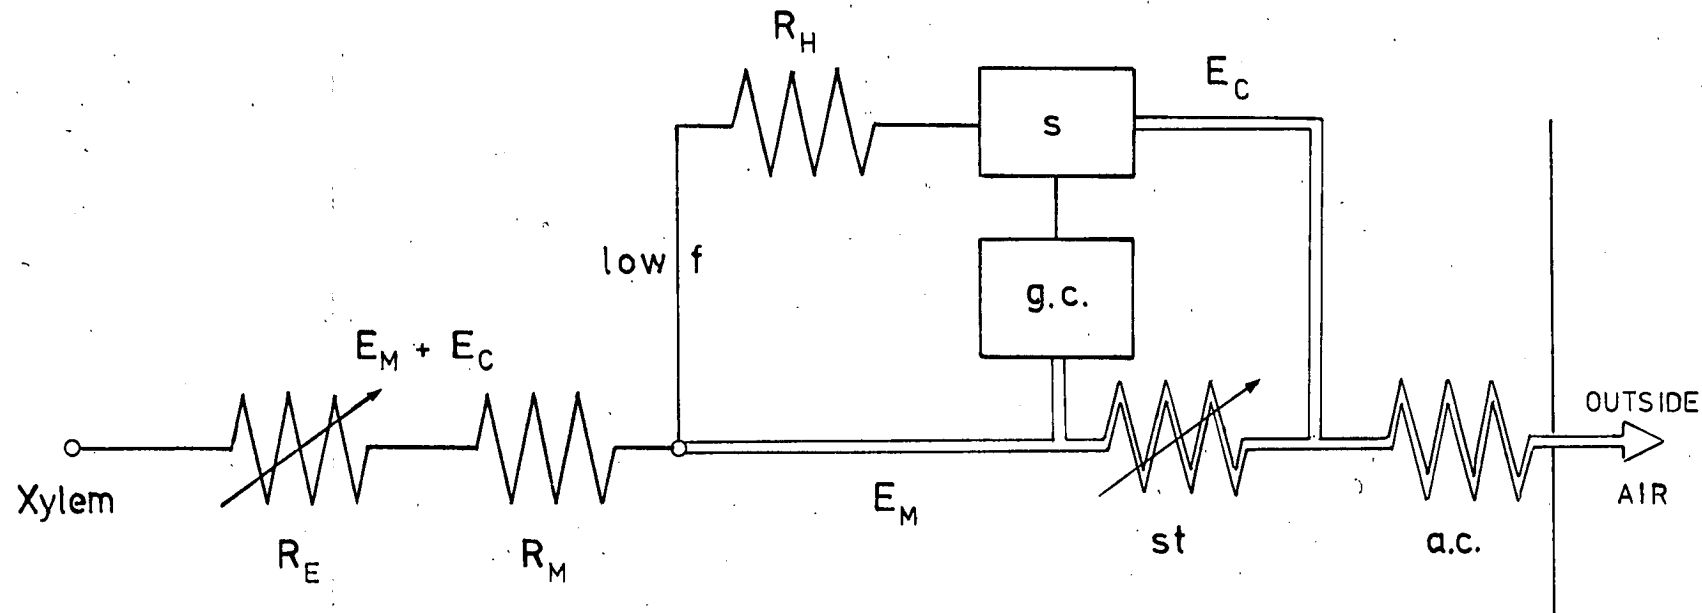 R_H
E_C
s
low f
g.c.
E_M + E_C
OUTSIDE
AIR
Xylem
E_M
st
a.c.
R_E
R_M